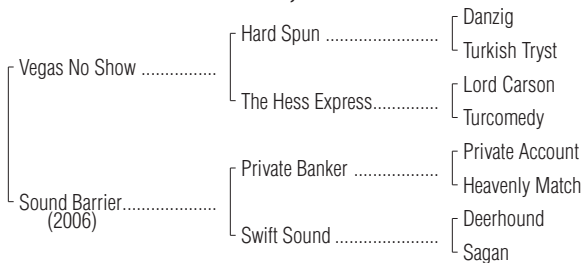 Danzig
Hard Spun ........................
Turkish Tryst
Vegas No Show ................
Lord Carson
The Hess Express..............
Turcomedy
Private Account
Private Banker ..................
Heavenly Match
Sound Barrier....................
(2006)
Deerhound
Swift Sound ......................
Sagan